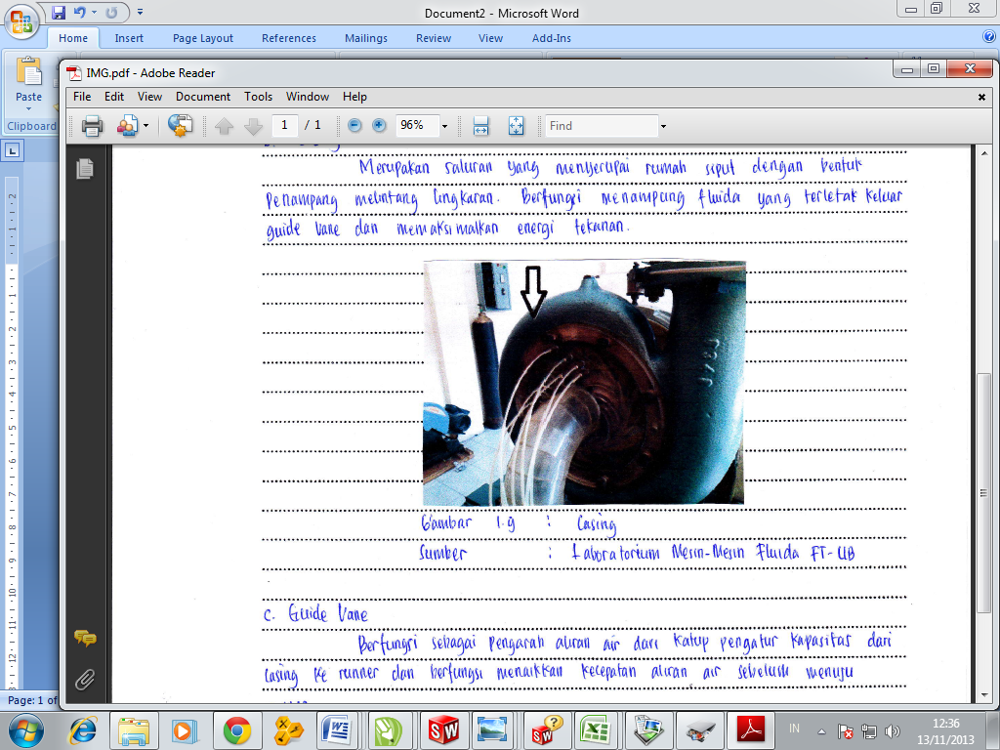 Document2 - Microsoft Word
Home Insert Page Layout References Mailings Review View Add-Ins
Paste
Clipboard
IMG.pdf - Adobe Reader
File Edit View Document Tools Window Help
1 / 1 96% Find
Merupakan saluran yang menyerupai rumah siput dengan bentuk
Penampang melintang lingkaran. Berfungsi menampung fluida yang terletak keluar
guide vane dan memaksimalkan energi tekanan.
Gambar 1.9 : Casing
Sumber : Laboratorium Mesin-Mesin Fluida FT-UB
c. Guide Vane
Berfungsi sebagai pengarah aliran air dari katup pengatur kapasitas dari
casing ke runner dan berfungsi menaikkan kecepatan aliran air sebelum menuju
Page: 1 of
IN
12:36
13/11/2013